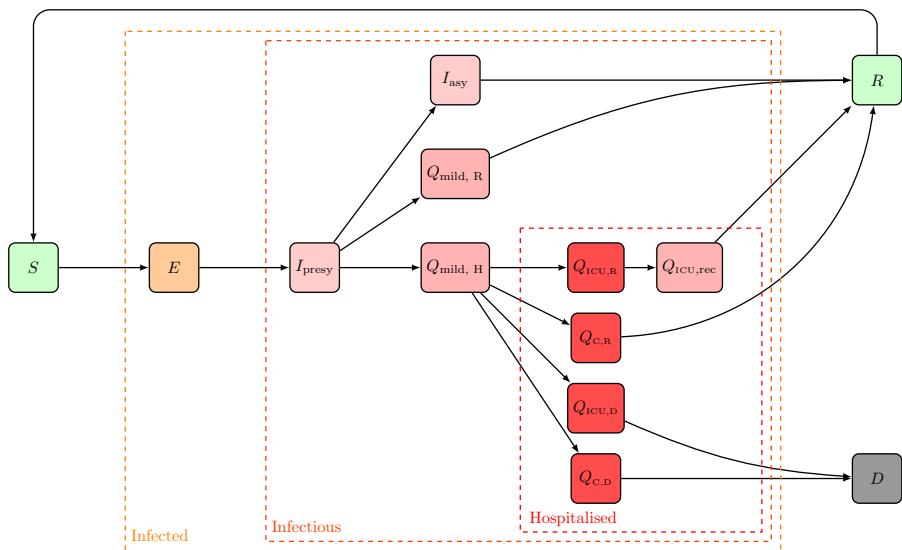 I_asy
R
Q_mild, R
S
E
I_presy
Q_mild, H
Q_ICU,R
Q_ICU,rec
Q_C,R
Q_ICU,D
Q_C,D
D
Hospitalised
Infectious
Infected